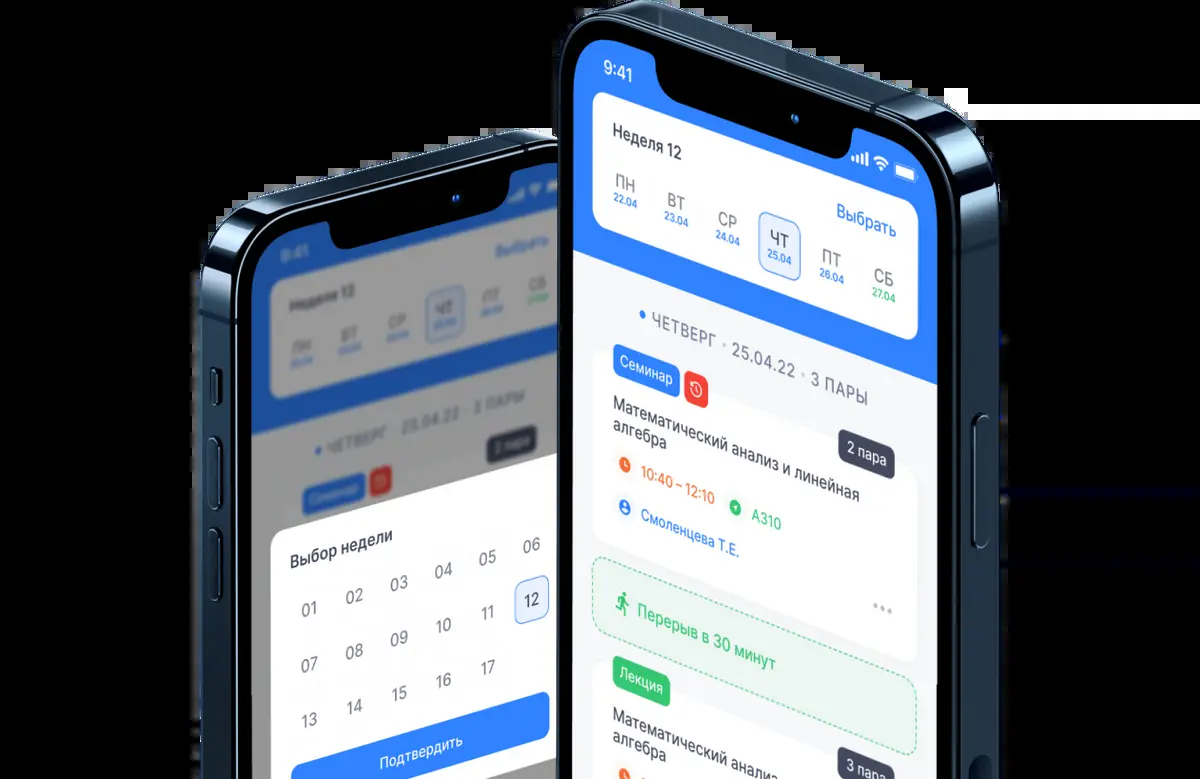 9:41
Неделя 12
Выбрать
ПН ВТ СР ЧТ ПТ СБ
22.04 23.04 24.04 25.04 26.04 27.04
ЧЕТВЕРГ · 25.04.22 · 3 ПАРЫ
Семинар
2 пара
Математический анализ и линейная
алгебра
10:40 – 12:10 А310
Смоленцева Т.Е.
Перерыв в 30 минут
Лекция
3 пара
Математический анализ
алгебра
9:41
Выбрать
Неделя 12
ПН ВТ СР ЧТ ПТ СБ
ЧЕТВЕРГ · 25.04.22 · 3 ПАРЫ
2 пара
Семинар
Выбор недели
01 02 03 04 05 06
07 08 09 10 11 12
13 14 15 16 17
Подтвердить